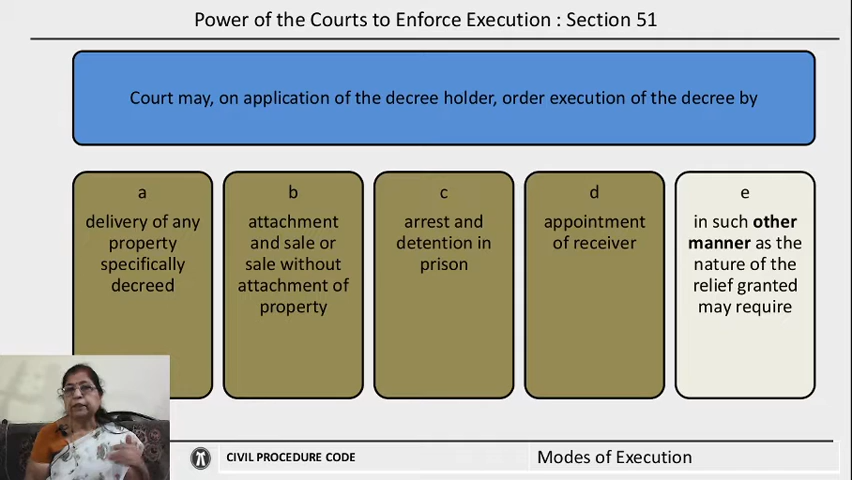 Power of the Courts to Enforce Execution : Section 51
Court may, on application of the decree holder, order execution of the decree by
a
delivery of any
property
specifically
decreed
b
attachment
and sale or
sale without
attachment of
property
c
arrest and
detention in
prison
d
appointment
of receiver
e
in such other
manner as the
nature of the
relief granted
may require
CIVIL PROCEDURE CODE
Modes of Execution